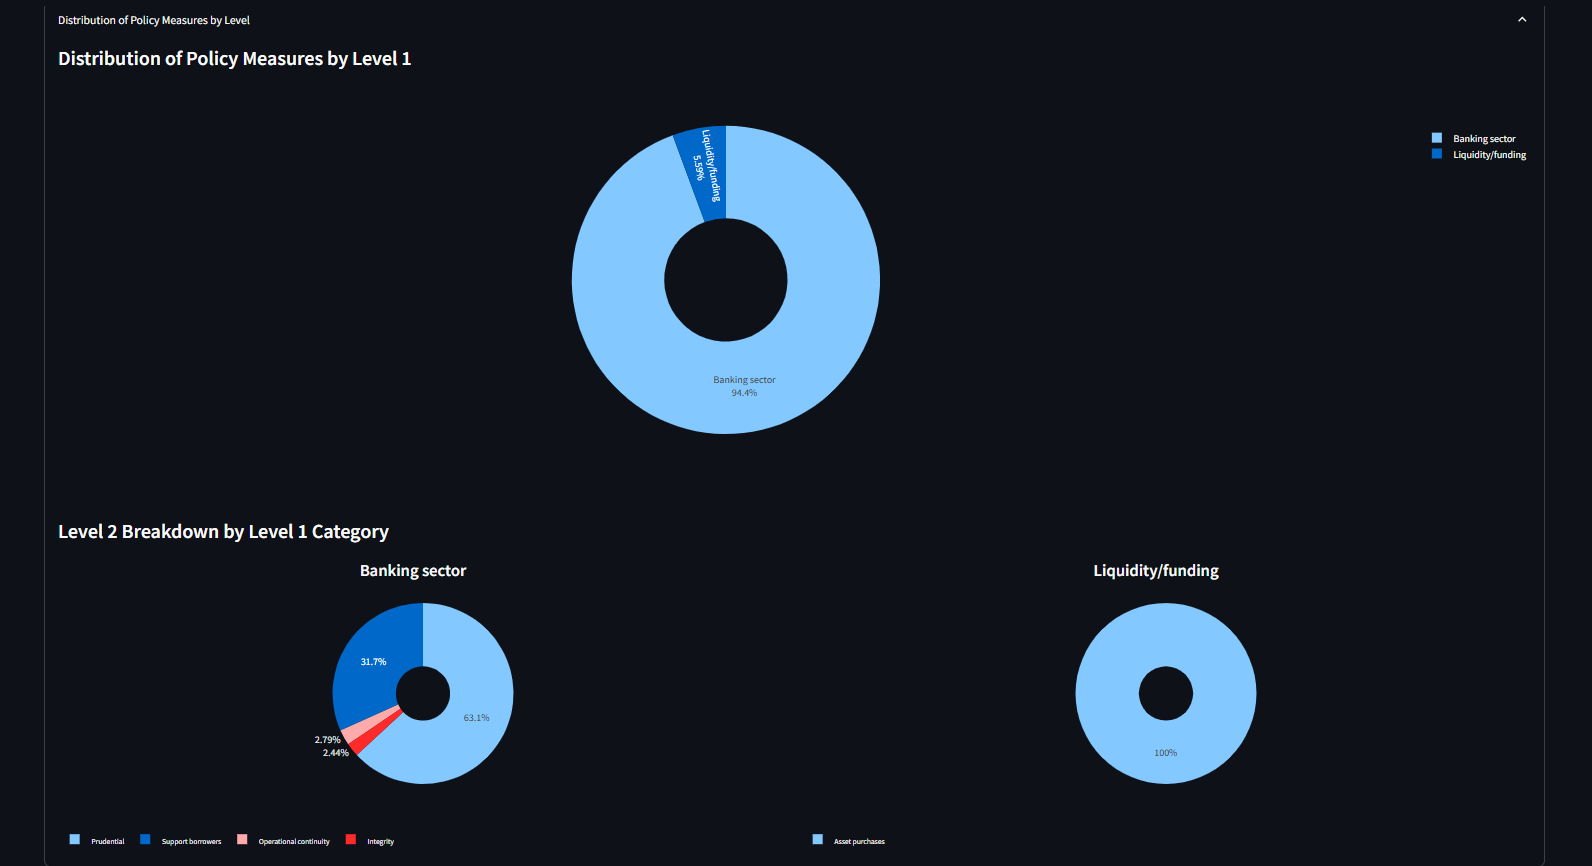 Distribution of Policy Measures by Level
Distribution of Policy Measures by Level 1
Liquidity/funding
5.59%
Banking sector
94.4%
Banking sector
Liquidity/funding
Level 2 Breakdown by Level 1 Category
Banking sector
31.7%
63.1%
2.79%
2.44%
Prudential
Support borrowers
Operational continuity
Integrity
Liquidity/funding
100%
Asset purchases